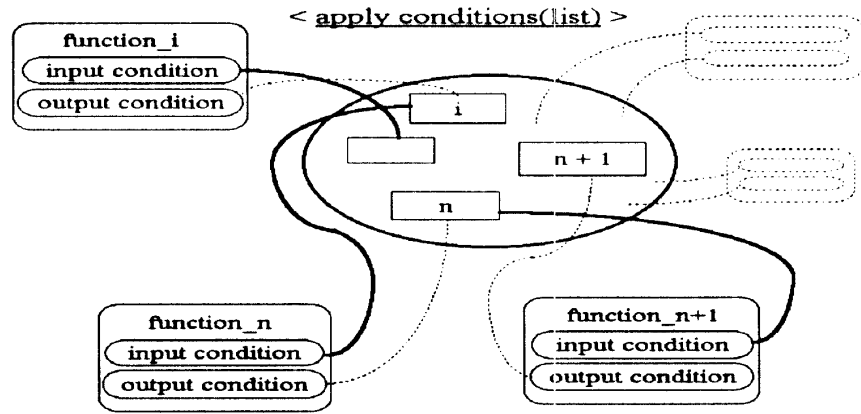 < apply conditions(list) >
function_i
input condition
output condition
i
n + 1
n
function_n
input condition
output condition
function_n+1
input condition
output condition